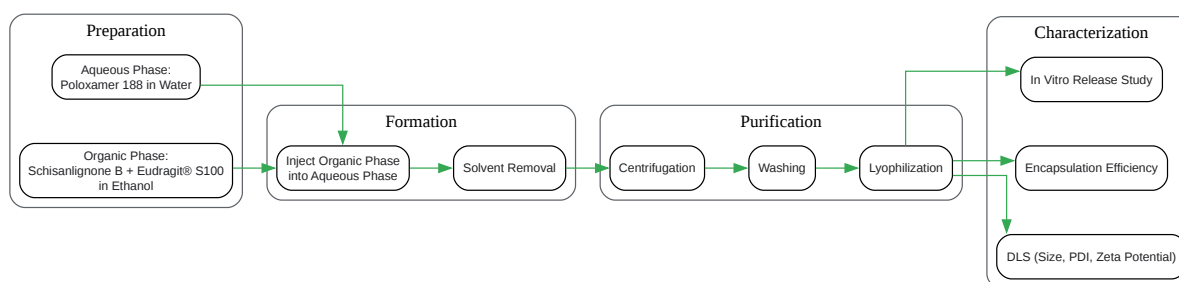 Preparation
Aqueous Phase:
Poloxamer 188 in Water
Organic Phase:
Schisanlignone B + Eudragit® S100
in Ethanol
Formation
Inject Organic Phase
into Aqueous Phase
Solvent Removal
Purification
Centrifugation
Washing
Lyophilization
Characterization
In Vitro Release Study
Encapsulation Efficiency
DLS (Size, PDI, Zeta Potential)